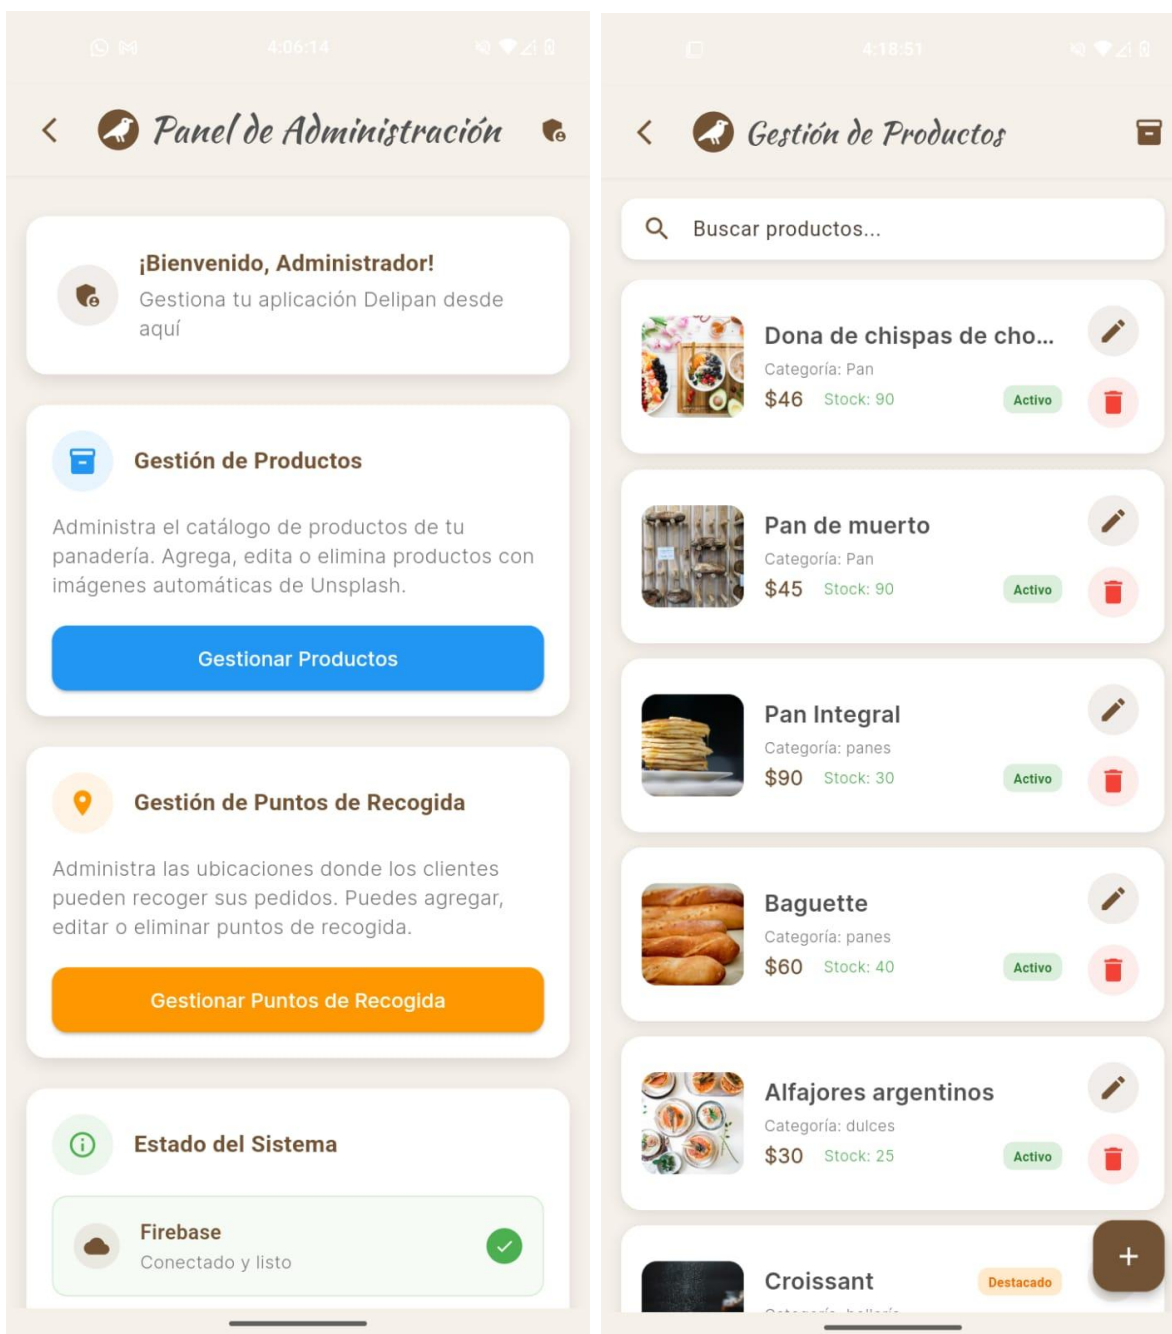 4:06:14
Panel de Administración
¡Bienvenido, Administrador!
Gestiona tu aplicación Delipan desde
aquí
Gestión de Productos
Administra el catálogo de productos de tu
panadería. Agrega, edita o elimina productos con
imágenes automáticas de Unsplash.
Gestionar Productos
Gestión de Puntos de Recogida
Administra las ubicaciones donde los clientes
pueden recoger sus pedidos. Puedes agregar,
editar o eliminar puntos de recogida.
Gestionar Puntos de Recogida
Estado del Sistema
Firebase
Conectado y listo
4:18:51
Gestión de Productos
Buscar productos...
Dona de chispas de cho...
Categoría: Pan
$46 Stock: 90 Activo
Pan de muerto
Categoría: Pan
$45 Stock: 90 Activo
Pan Integral
Categoría: panes
$90 Stock: 30 Activo
Baguette
Categoría: panes
$60 Stock: 40 Activo
Alfajores argentinos
Categoría: dulces
$30 Stock: 25 Activo
Croissant Destacado